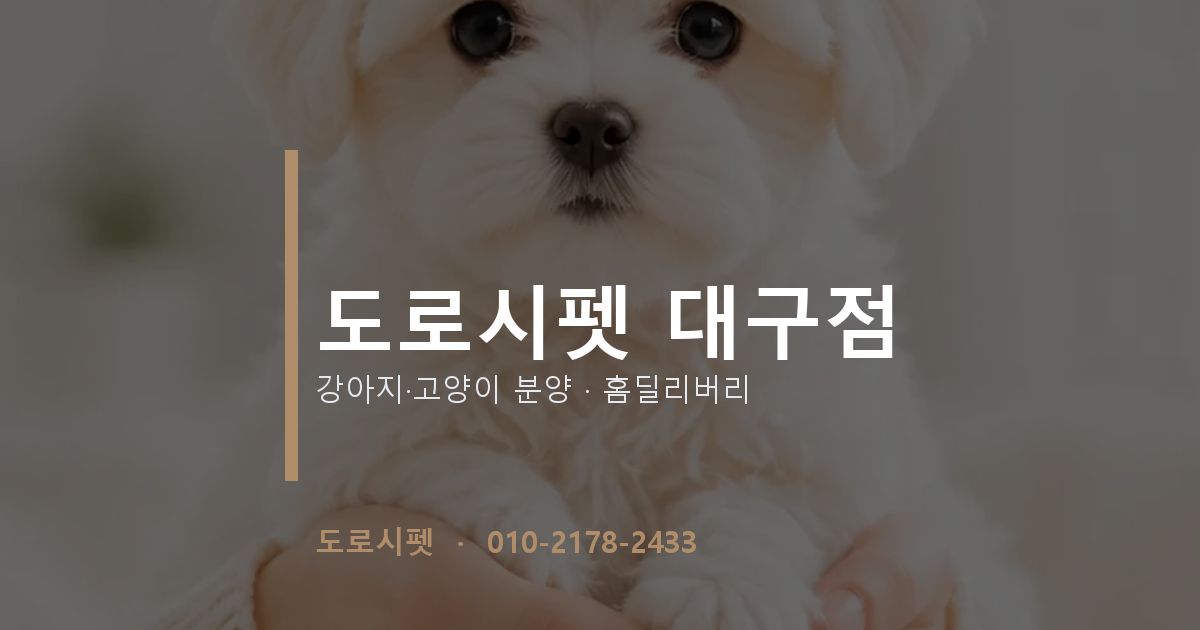 도로시펫 대구점
강아지·고양이 분양 · 홈딜리버리
도로시펫 · 010-2178-2433